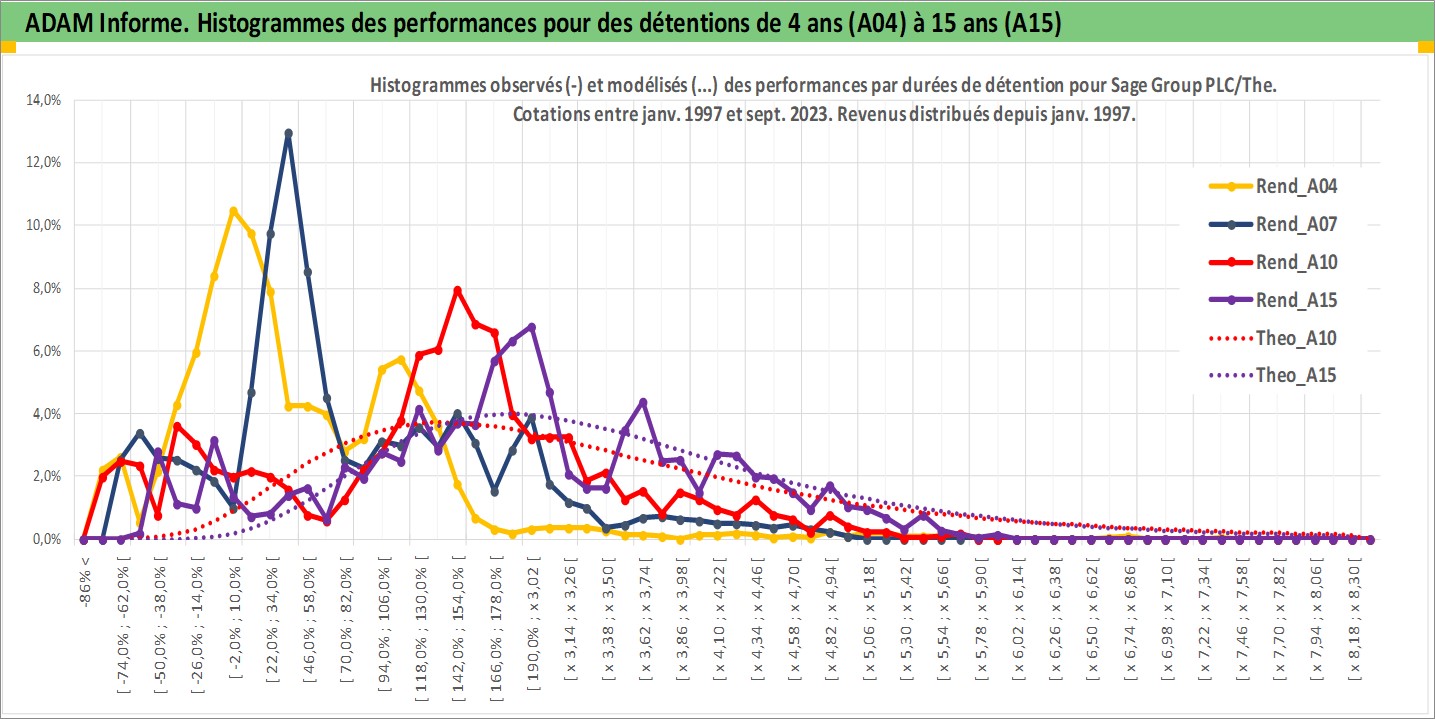 ADAM Informe. Histogrammes des performances pour des détentions de 4 ans (A04) à 15 ans (A15)
Histogrammes observés (-) et modélisés (...) des performances par durées de détention pour Sage Group PLC/The.
Cotations entre janv. 1997 et sept. 2023. Revenus distribués depuis janv. 1997.
14,0%
12,0%
10,0%
8,0%
6,0%
4,0%
2,0%
0,0%
Rend_A04
Rend_A07
Rend_A10
Rend_A15
Theo_A10
Theo_A15
-86% <
[ -74,0% ; -62,0% [
[ -50,0% ; -38,0% [
[ -26,0% ; -14,0% [
[ -2,0% ; 10,0% [
[ 22,0% ; 34,0% [
[ 46,0% ; 58,0% [
[ 70,0% ; 82,0% [
[ 94,0% ; 106,0% [
[ 118,0% ; 130,0% [
[ 142,0% ; 154,0% [
[ 166,0% ; 178,0% [
[ 190,0% ; x 3,02 [
[ x 3,14 ; x 3,26 [
[ x 3,38 ; x 3,50 [
[ x 3,62 ; x 3,74 [
[ x 3,86 ; x 3,98 [
[ x 4,10 ; x 4,22 [
[ x 4,34 ; x 4,46 [
[ x 4,58 ; x 4,70 [
[ x 4,82 ; x 4,94 [
[ x 5,06 ; x 5,18 [
[ x 5,30 ; x 5,42 [
[ x 5,54 ; x 5,66 [
[ x 5,78 ; x 5,90 [
[ x 6,02 ; x 6,14 [
[ x 6,26 ; x 6,38 [
[ x 6,50 ; x 6,62 [
[ x 6,74 ; x 6,86 [
[ x 6,98 ; x 7,10 [
[ x 7,22 ; x 7,34 [
[ x 7,46 ; x 7,58 [
[ x 7,70 ; x 7,82 [
[ x 7,94 ; x 8,06 [
[ x 8,18 ; x 8,30 [